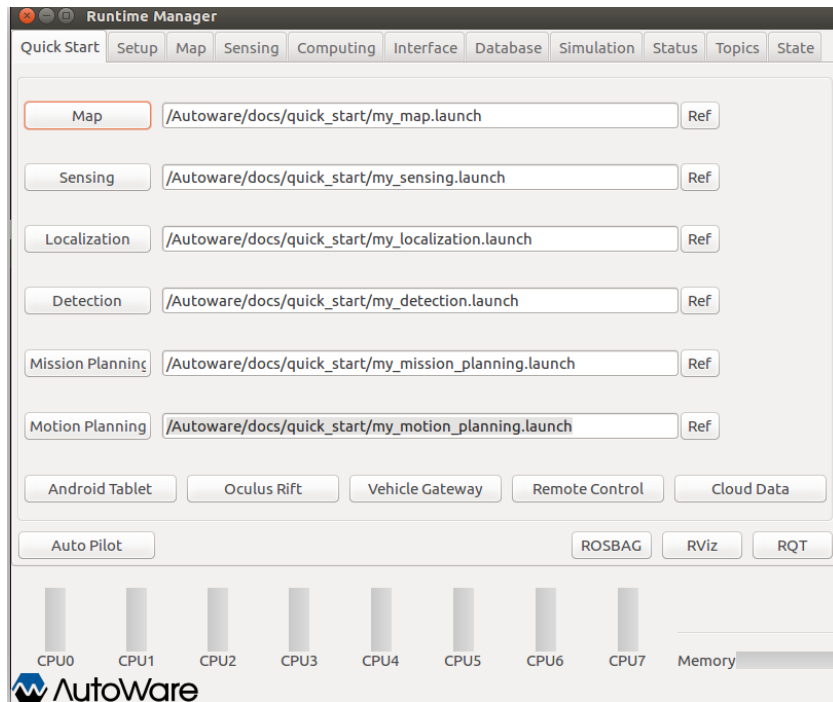 Runtime Manager
Quick Start Setup Map Sensing Computing Interface Database Simulation Status Topics State
Map /Autoware/docs/quick_start/my_map.launch Ref
Sensing /Autoware/docs/quick_start/my_sensing.launch Ref
Localization /Autoware/docs/quick_start/my_localization.launch Ref
Detection /Autoware/docs/quick_start/my_detection.launch Ref
Mission Planning /Autoware/docs/quick_start/my_mission_planning.launch Ref
Motion Planning /Autoware/docs/quick_start/my_motion_planning.launch Ref
Android Tablet Oculus Rift Vehicle Gateway Remote Control Cloud Data
Auto Pilot ROSBAG RViz RQT
CPU0 CPU1 CPU2 CPU3 CPU4 CPU5 CPU6 CPU7 Memory
AutoWare